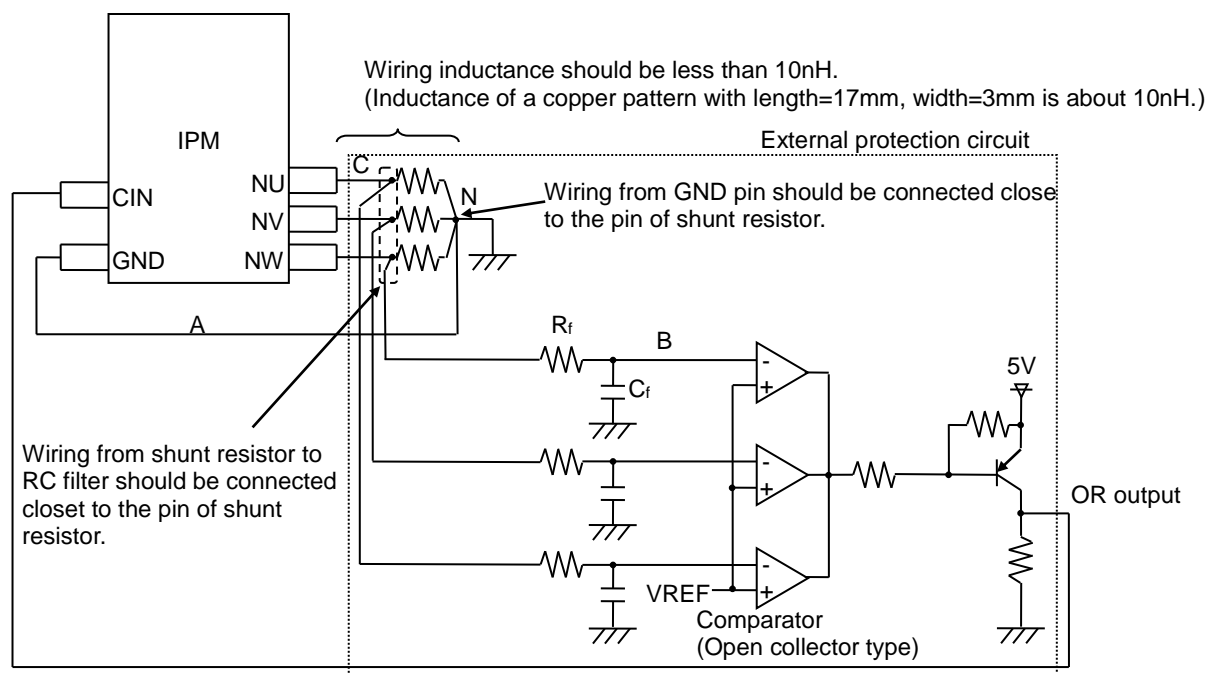 Wiring inductance should be less than 10nH.
(Inductance of a copper pattern with length=17mm, width=3mm is about 10nH.)
External protection circuit
IPM
C
NU
N
Wiring from GND pin should be connected close
to the pin of shunt resistor.
CIN
NV
GND
NW
A
Rf
B
-
+
5V
Cf
Wiring from shunt resistor to
RC filter should be connected
closet to the pin of shunt
resistor.
-
+
OR output
-
+
VREF
Comparator
(Open collector type)